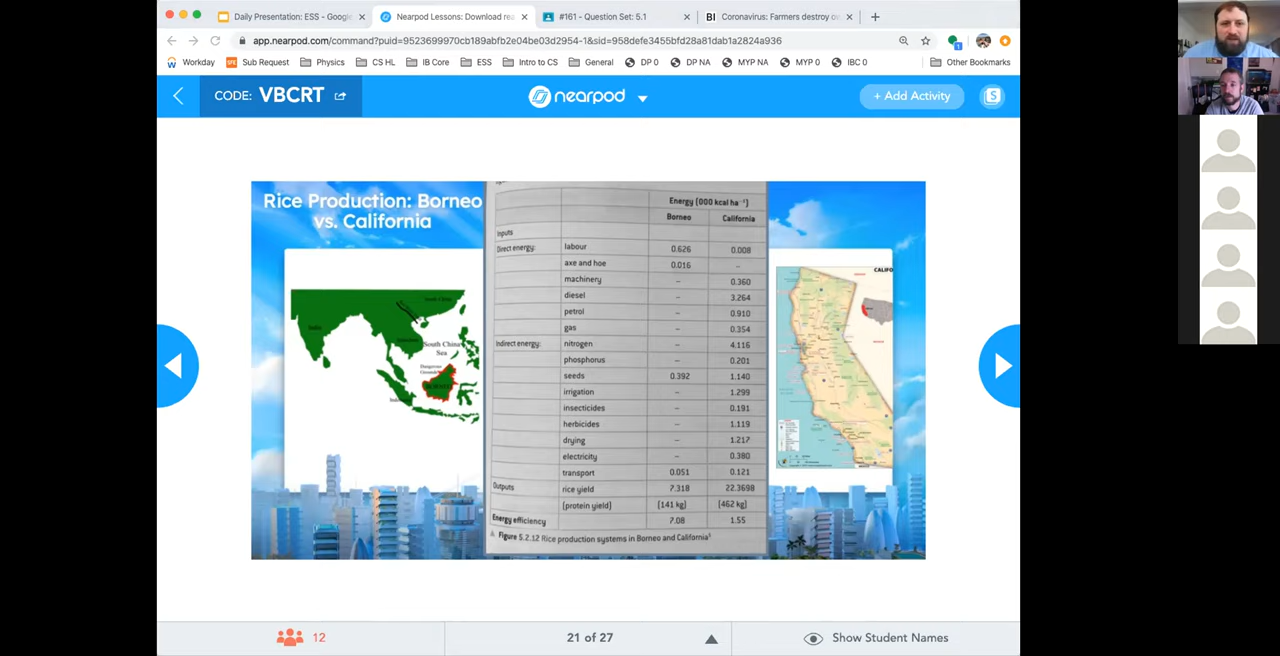 Daily Presentation: ESS - Google
Nearpod Lessons: Download rea
#161 - Question Set: 5.1
BI Coronavirus: Farmers destroy
app.nearpod.com/command?puid=9523699970cb189abfb2e04be03d2954-1&sid=958defe3455bfd28a81dab1a2824a936
Workday
Sub Request
Physics
CS HL
IB Core
ESS
Intro to CS
General
DP 0
DP NA
MYP NA
MYP 0
IBC 0
Other Bookmarks
CODE: VBCRT
nearpod
+ Add Activity
S
Rice Production: Borneo
vs. California
Energy (000 kcal ha⁻¹)
Borneo California
Inputs
Direct energy: labour 0.626 0.008
axe and hoe 0.016 –
machinery – 0.360
diesel – 3.264
petrol – 0.910
gas – 0.354
Indirect energy: nitrogen – 4.116
phosphorus – 0.201
seeds 0.392 1.140
irrigation – 1.299
insecticides – 0.191
herbicides – 1.119
drying – 1.217
electricity – 0.380
transport 0.051 0.121
Outputs rice yield 7.318 22.3698
(protein yield) (141 kg) (462 kg)
Energy efficiency 7.08 1.55
Figure 5.2.12 Rice production systems in Borneo and California
South China
Sea
India
CALIFO
12
21 of 27
Show Student Names